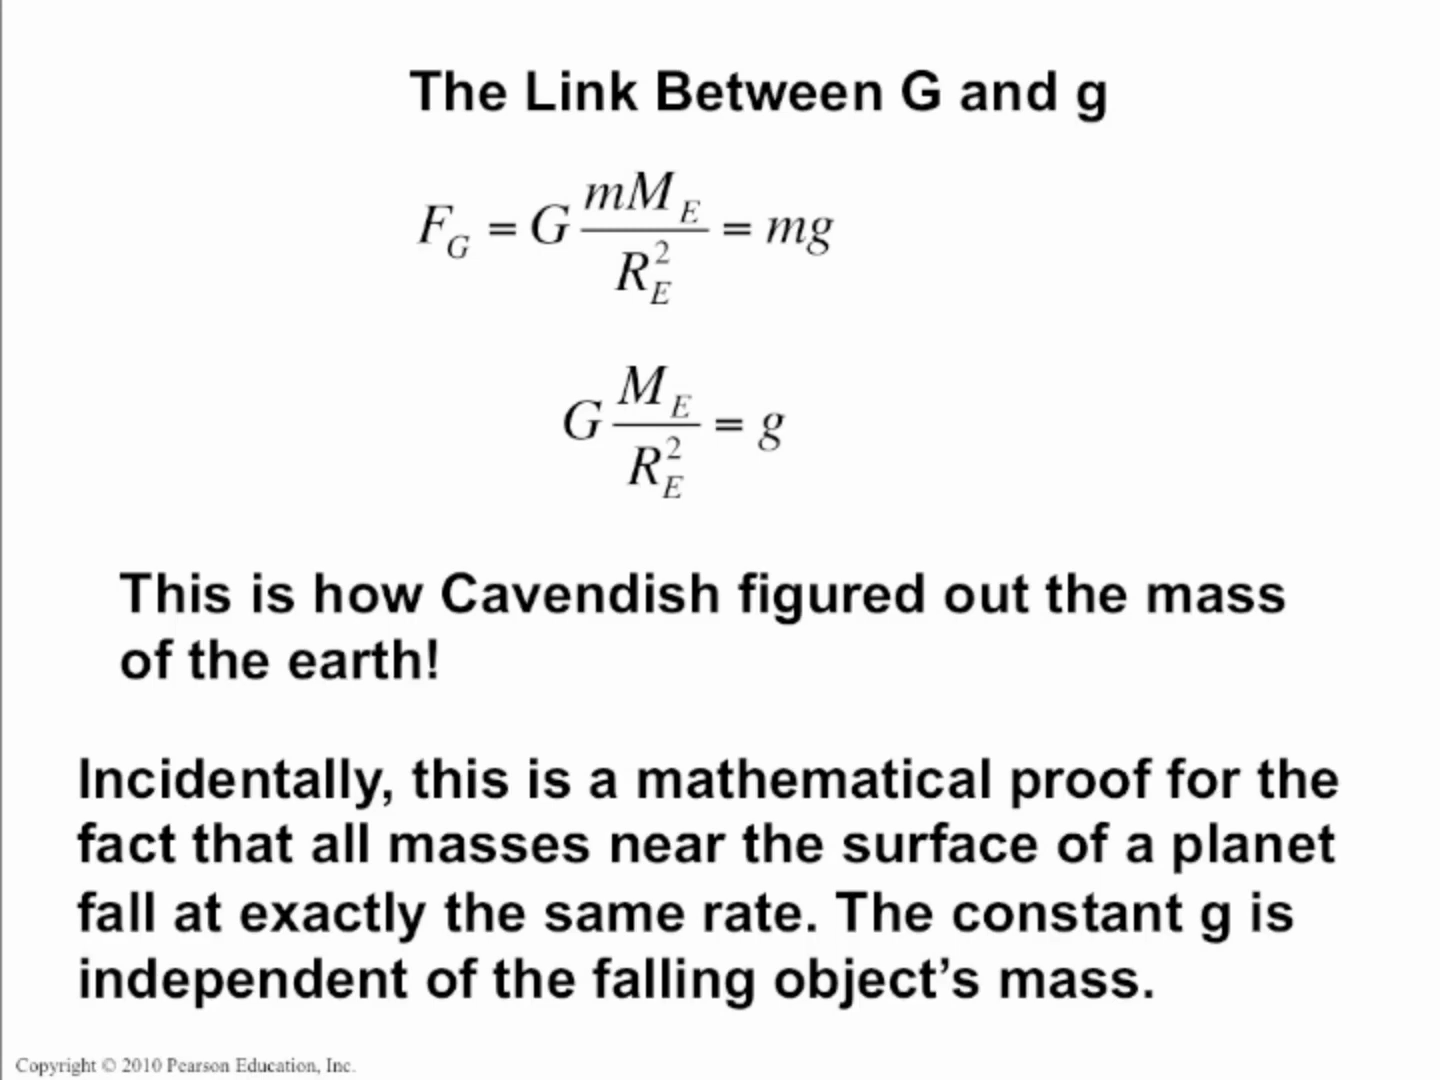 The Link Between G and g
F_G = G \frac{mM_E}{R_E^2} = mg
G \frac{M_E}{R_E^2} = g
This is how Cavendish figured out the mass
of the earth!
Incidentally, this is a mathematical proof for the
fact that all masses near the surface of a planet
fall at exactly the same rate. The constant g is
independent of the falling object’s mass.
Copyright © 2010 Pearson Education, Inc.